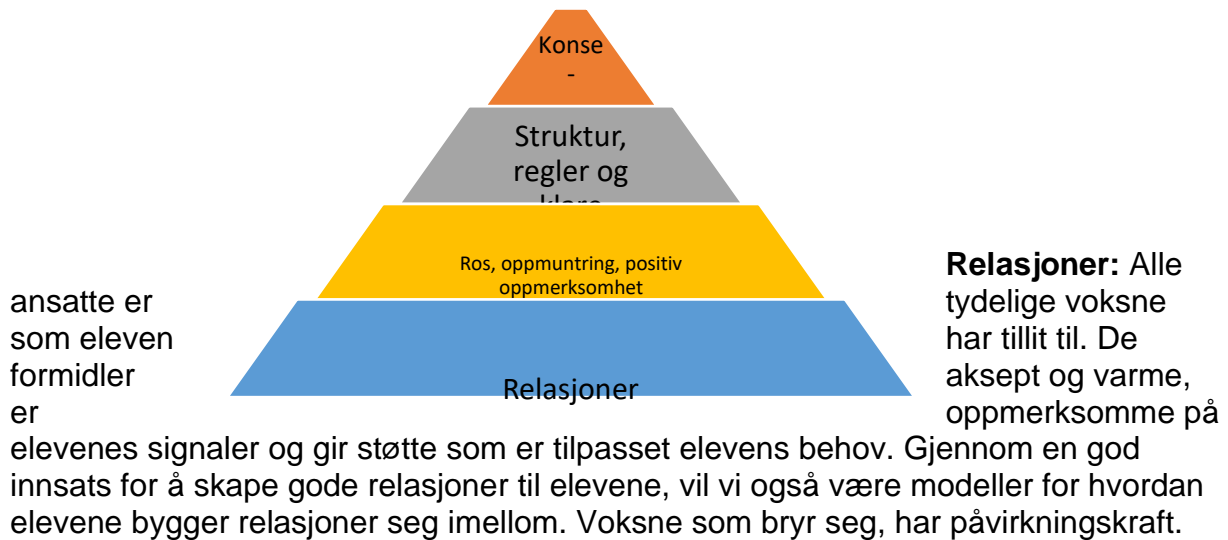 Konse
-
Struktur,
regler og
klare
Ros, oppmuntring, positiv
oppmerksomhet
Relasjoner
Relasjoner: Alle
ansatte er tydelige voksne
som eleven har tillit til. De
formidler aksept og varme,
er oppmerksomme på
elevenes signaler og gir støtte som er tilpasset elevens behov. Gjennom en god
innsats for å skape gode relasjoner til elevene, vil vi også være modeller for hvordan
elevene bygger relasjoner seg imellom. Voksne som bryr seg, har påvirkningskraft.